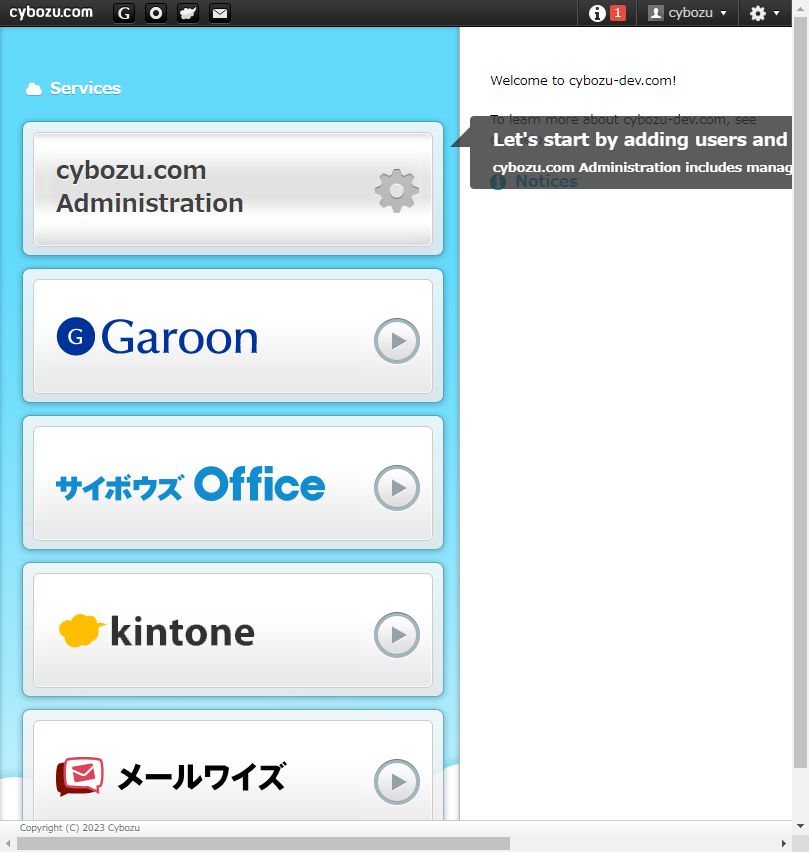 cybozu.com G
1 cybozu
Services
Welcome to cybozu-dev.com!
To learn more about cybozu-dev.com, see
Let's start by adding users and
cybozu.com Administration includes manag
Notices
cybozu.com
Administration
G Garoon
サイボウズ Office
kintone
メールワイズ
Copyright (C) 2023 Cybozu